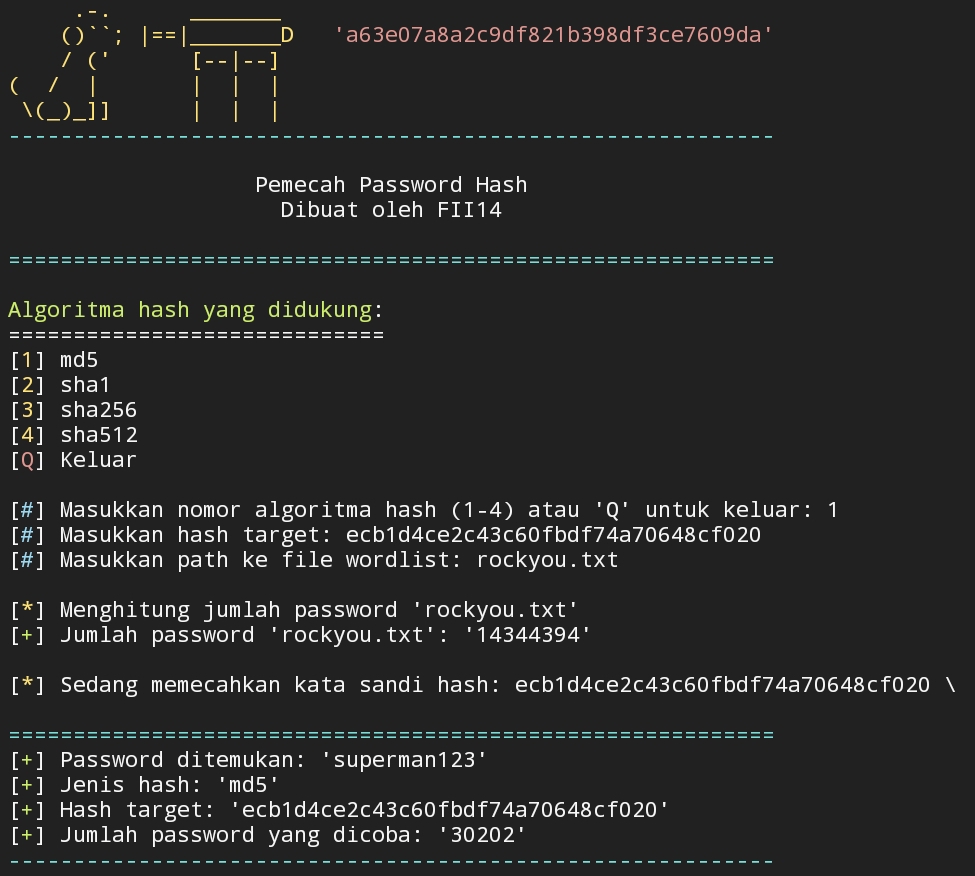 .-.      _______
    ()``; |==|_______D   'a63e07a8a2c9df821b398df3ce7609da'
    / ('      [--|--]
(  /  |       |  |  |
 \(_)_]]      |  |  |
-----------------------------------------------------------
Pemecah Password Hash
Dibuat oleh FII14
===========================================================
Algoritma hash yang didukung:
=============================
[1] md5
[2] sha1
[3] sha256
[4] sha512
[Q] Keluar
[#] Masukkan nomor algoritma hash (1-4) atau 'Q' untuk keluar: 1
[#] Masukkan hash target: ecb1d4ce2c43c60fbdf74a70648cf020
[#] Masukkan path ke file wordlist: rockyou.txt
[*] Menghitung jumlah password 'rockyou.txt'
[+] Jumlah password 'rockyou.txt': '14344394'
[*] Sedang memecahkan kata sandi hash: ecb1d4ce2c43c60fbdf74a70648cf020 \
===========================================================
[+] Password ditemukan: 'superman123'
[+] Jenis hash: 'md5'
[+] Hash target: 'ecb1d4ce2c43c60fbdf74a70648cf020'
[+] Jumlah password yang dicoba: '30202'
-----------------------------------------------------------